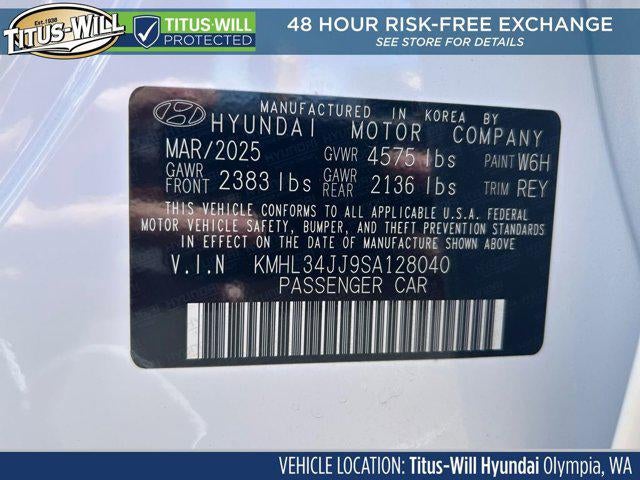 Est. 1938
TITUS-WILL
TITUS-WILL
PROTECTED
48 HOUR RISK-FREE EXCHANGE
SEE STORE FOR DETAILS
MANUFACTURED IN KOREA BY
HYUNDAI MOTOR COMPANY
MAR/2025 GVWR 4575 lbs PAINT W6H
GAWR FRONT 2383 lbs GAWR REAR 2136 lbs TRIM REY
THIS VEHICLE CONFORMS TO ALL APPLICABLE U.S.A. FEDERAL
MOTOR VEHICLE SAFETY, BUMPER, AND THEFT PREVENTION
STANDARDS IN EFFECT ON THE DATE OF MANUFACTURE SHOWN ABOVE
V.I.N KMHL34JJ9SA128040
PASSENGER CAR
VEHICLE LOCATION: Titus-Will Hyundai Olympia, WA